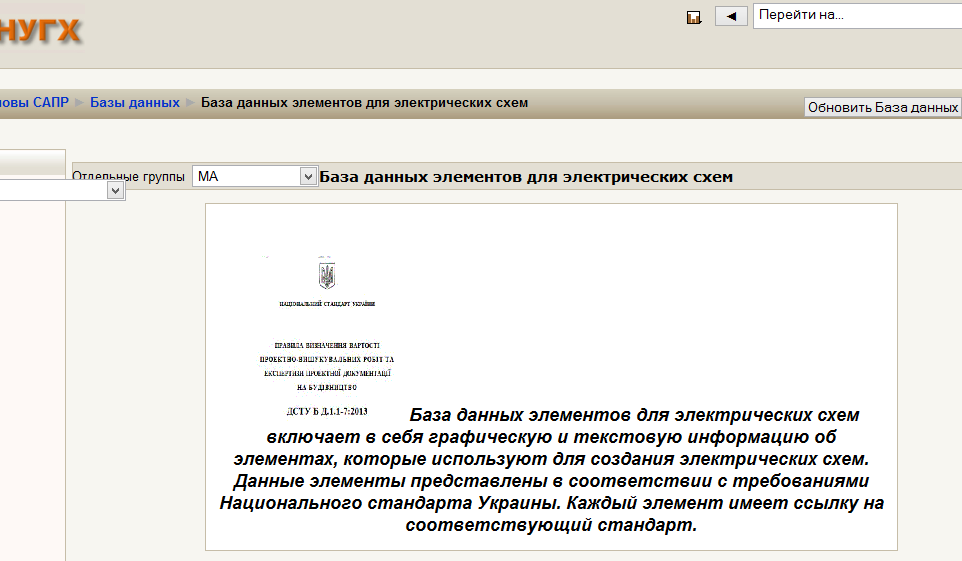 НУГХ
◄
Перейти на...
овы САПР ► Базы данных ► База данных элементов для электрических схем
Обновить База данных
Отдельные группы MA База данных элементов для электрических схем
НАЦІОНАЛЬНИЙ СТАНДАРТ УКРАЇНИ
ПРАВИЛА ВИЗНАЧЕННЯ ВАРТОСТІ
ПРОЕКТНО-ВИШУКУВАЛЬНИХ РОБІТ ТА
ЕКСПЕРТИЗИ ПРОЕКТНОЇ ДОКУМЕНТАЦІЇ
НА БУДІВНИЦТВО
ДСТУ Б Д.1.1-7:2013 База данных элементов для электрических схем
включает в себя графическую и текстовую информацию об
элементах, которые используют для создания электрических схем.
Данные элементы представлены в соответствии с требованиями
Национального стандарта Украины. Каждый элемент имеет ссылку на
соответствующий стандарт.